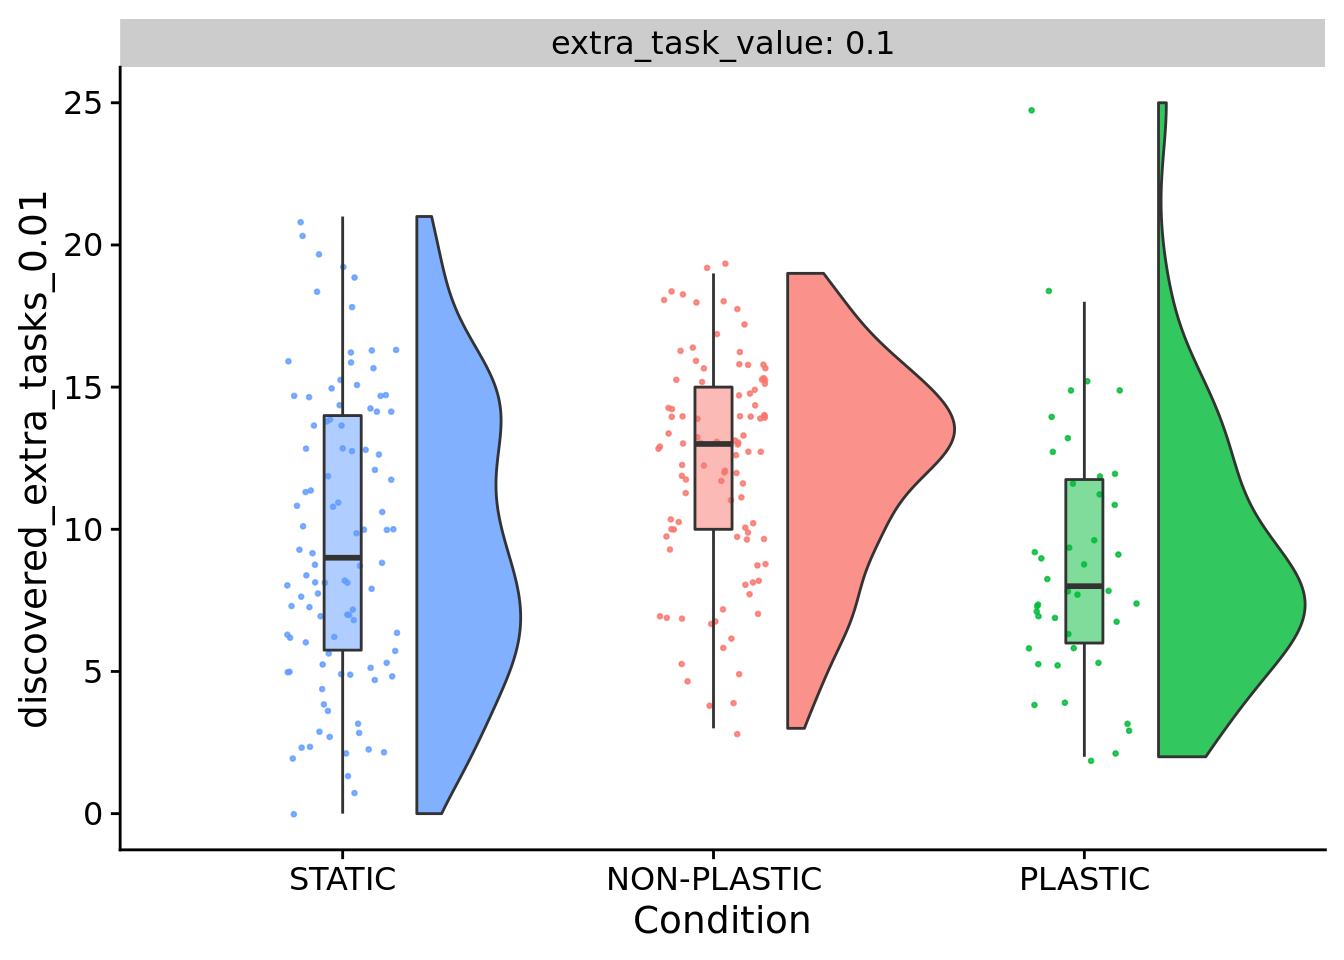 extra_task_value: 0.1
discovered_extra_tasks_0.01
25
20
15
10
5
0
STATIC
NON-PLASTIC
PLASTIC
Condition